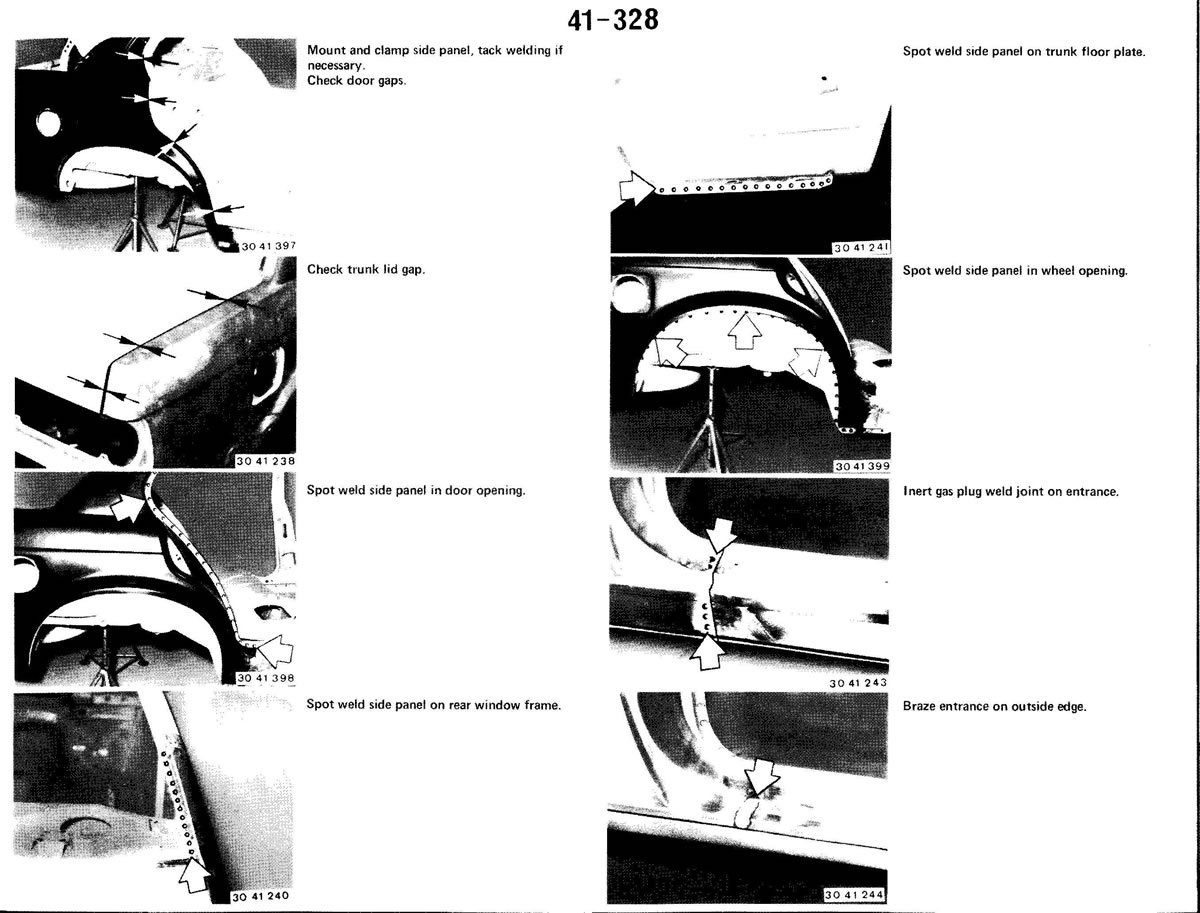 41-328
Mount and clamp side panel, tack welding if
necessary.
Check door gaps.
30 41 397
Check trunk lid gap.
30 41 238
Spot weld side panel in door opening.
30 41 398
Spot weld side panel on rear window frame.
30 41 240
Spot weld side panel on trunk floor plate.
30 41 241
Spot weld side panel in wheel opening.
30 41 399
Inert gas plug weld joint on entrance.
30 41 243
Braze entrance on outside edge.
30 41 244